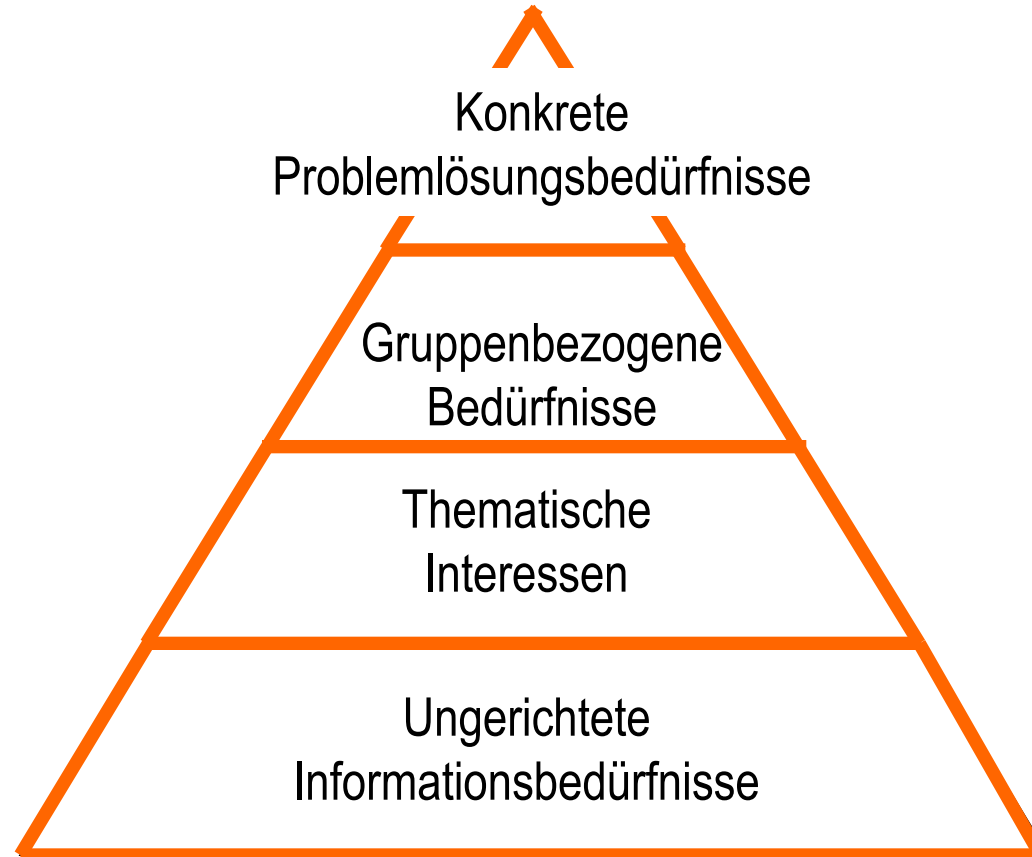 Konkrete
Problemlösungsbedürfnisse
Gruppenbezogene
Bedürfnisse
Thematische
Interessen
Ungerichtete
Informationsbedürfnisse